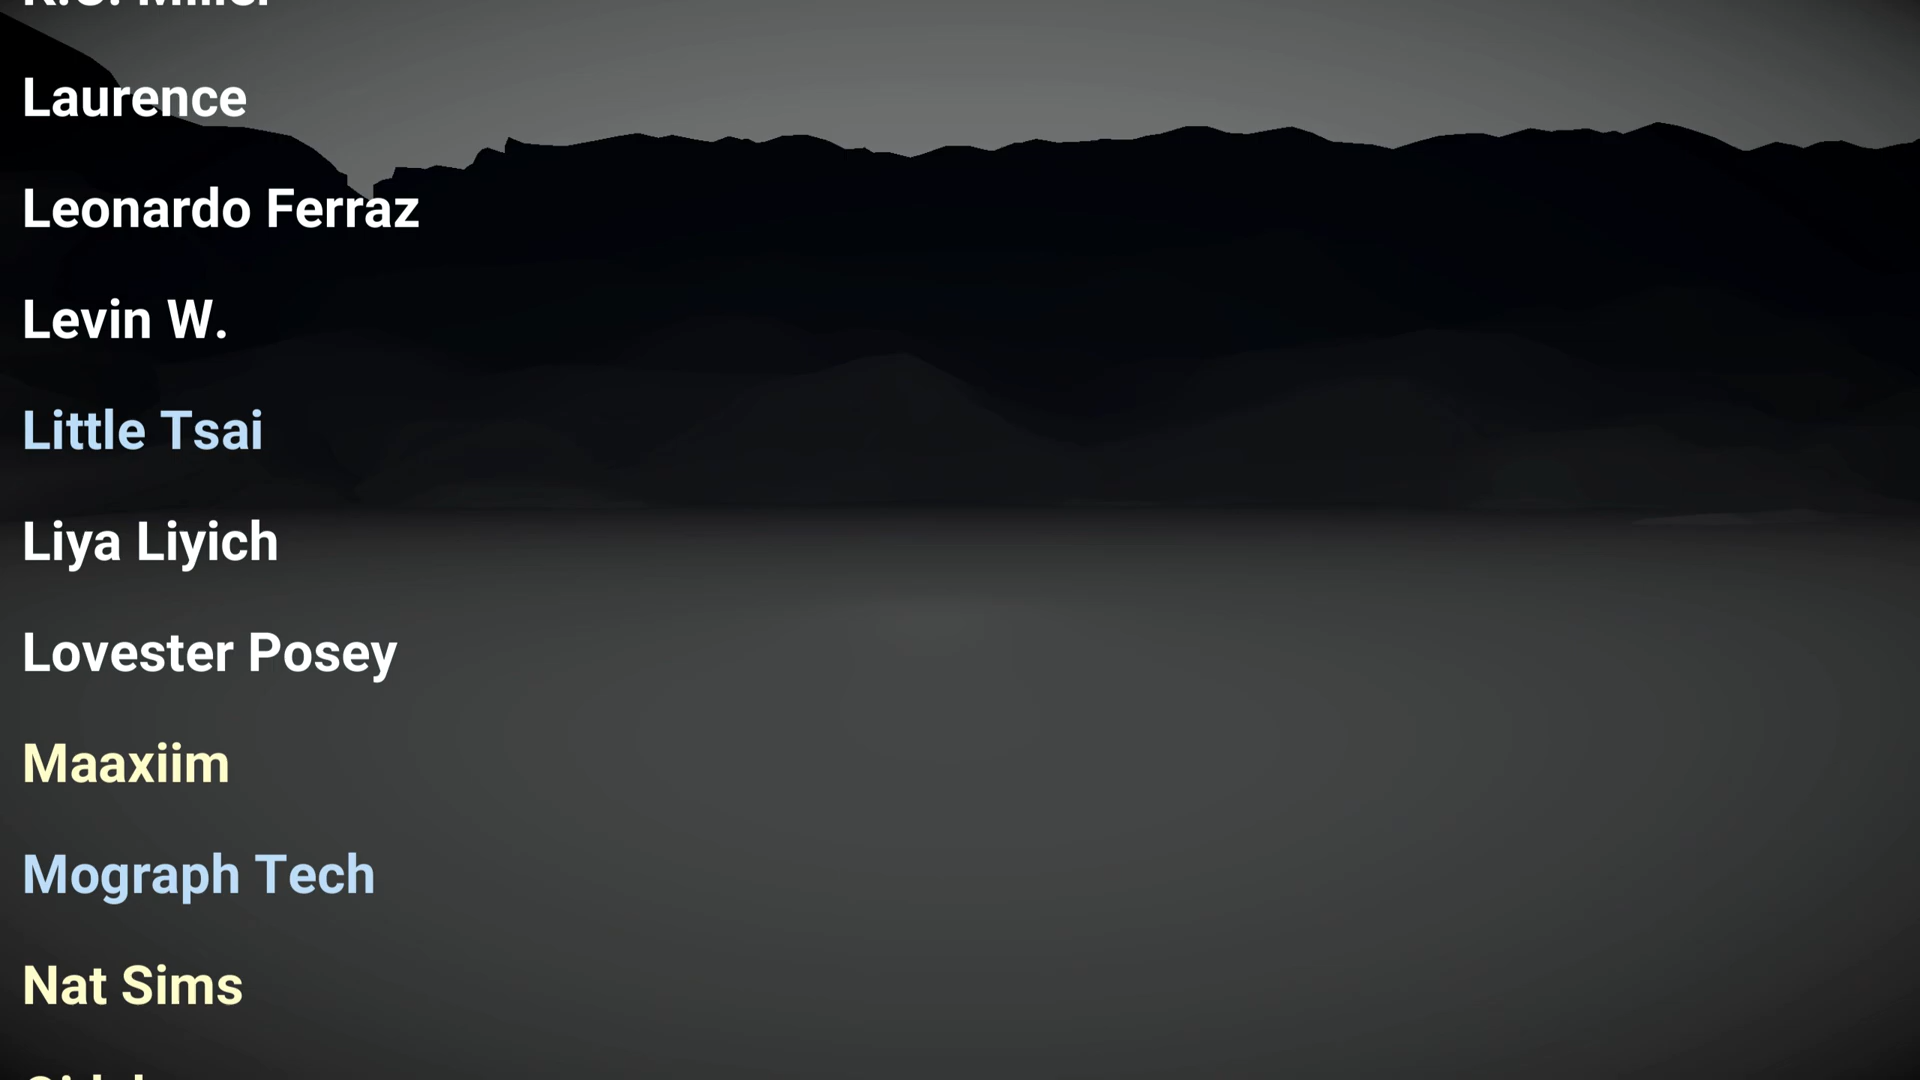 Laurence
Leonardo Ferraz
Levin W.
Little Tsai
Liya Liyich
Lovester Posey
Maaxiim
Mograph Tech
Nat Sims